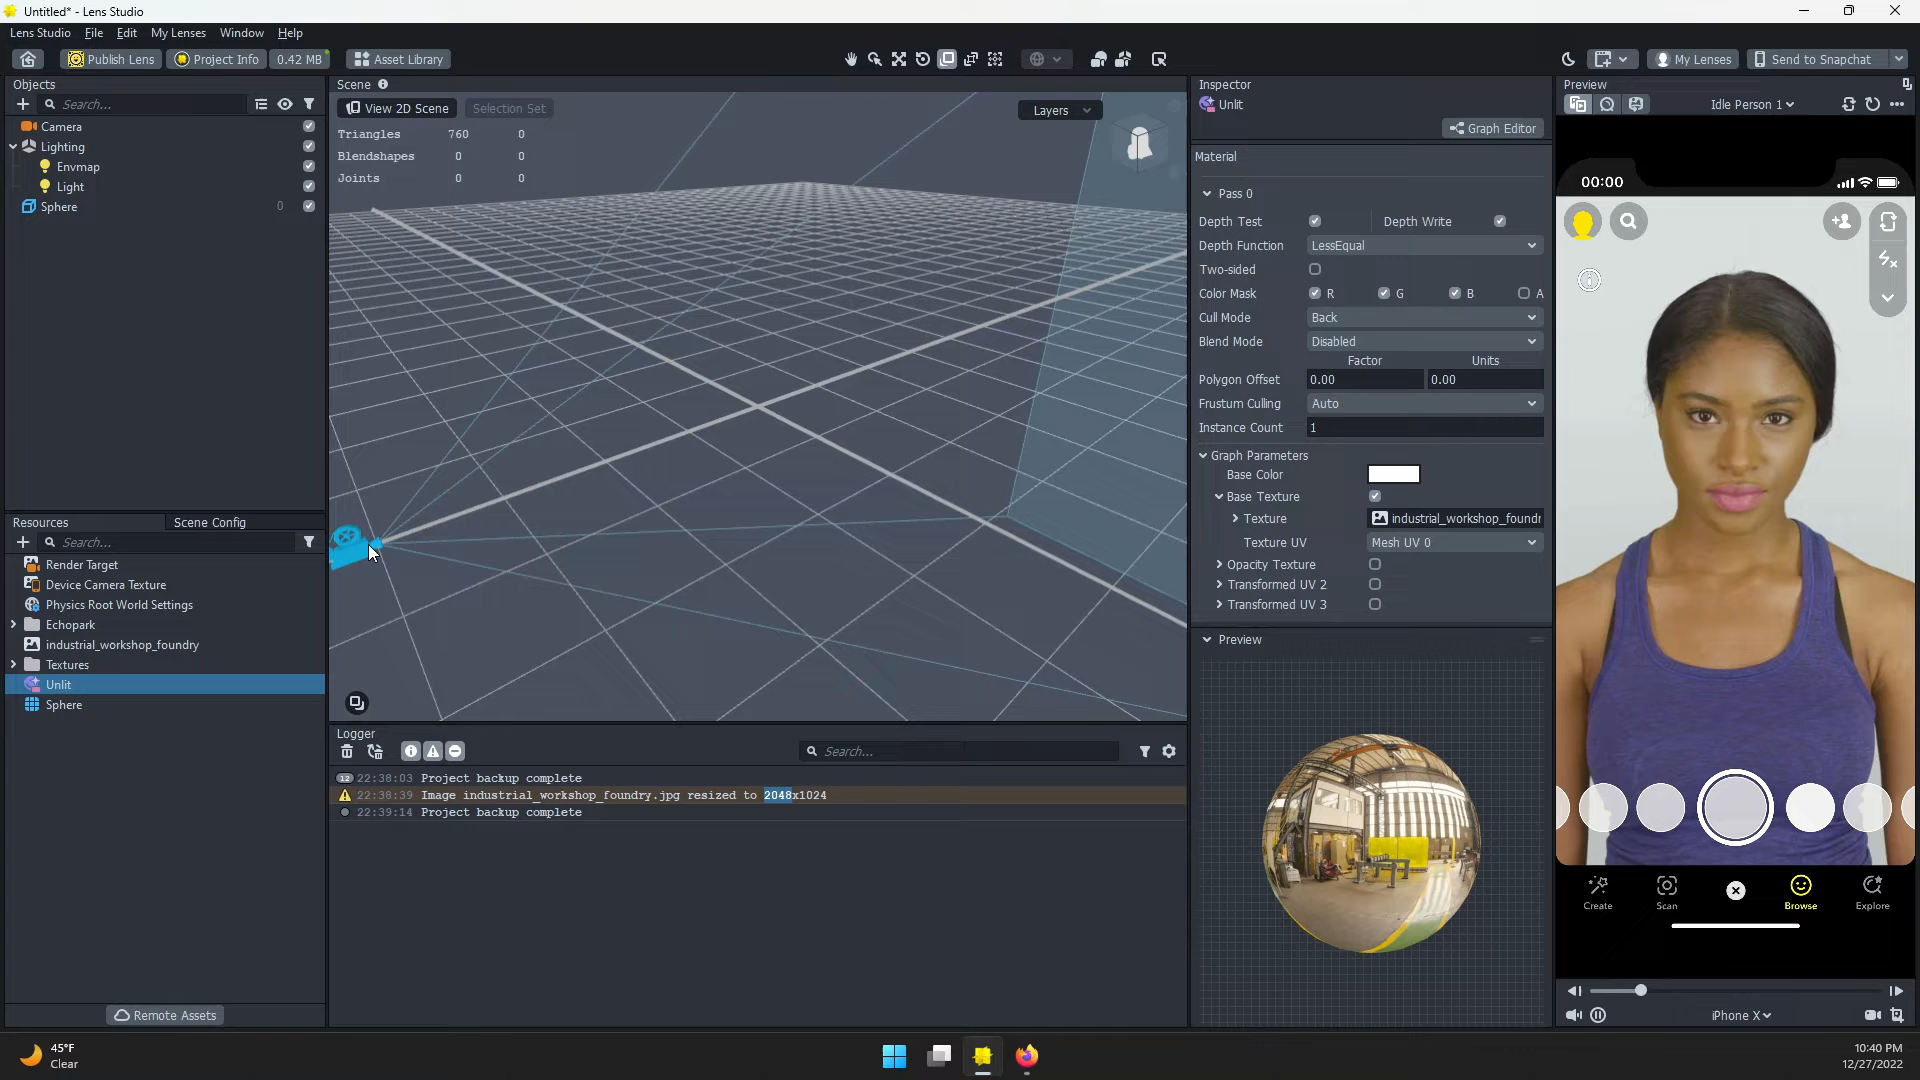 Untitled* - Lens Studio
Lens Studio File Edit My Lenses Window Help
Publish Lens Project Info 0.42 MB Asset Library My Lenses Send to Snapchat
Objects
Search...
Camera
Lighting
Envmap
Light
Sphere 0
Resources Scene Config
Search...
Render Target
Device Camera Texture
Physics Root World Settings
Echopark
industrial_workshop_foundry
Textures
Unlit
Sphere
Remote Assets
Scene
View 2D Scene Selection Set Layers
Triangles 760 0
Blendshapes 0 0
Joints 0 0
Logger
Search...
12 22:38:03 Project backup complete
22:38:39 Image industrial_workshop_foundry.jpg resized to 2048x1024
22:39:14 Project backup complete
Inspector
Unlit
Graph Editor
Material
Pass 0
Depth Test Depth Write
Depth Function LessEqual
Two-sided
Color Mask R G B A
Cull Mode Back
Blend Mode Disabled
Factor Units
Polygon Offset 0.00 0.00
Frustum Culling Auto
Instance Count 1
Graph Parameters
Base Color
Base Texture
Texture industrial_workshop_foundr
Texture UV Mesh UV 0
Opacity Texture
Transformed UV 2
Transformed UV 3
Preview
Preview
Idle Person 1
00:00
Create Scan Browse Explore
iPhone X
45°F
Clear
10:40 PM
12/27/2022